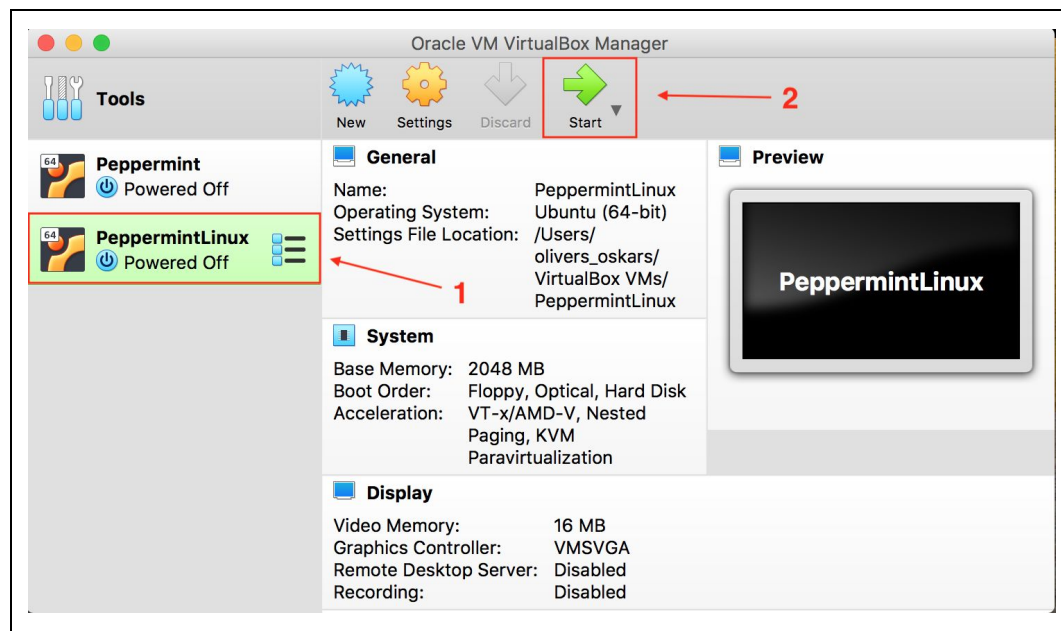 Oracle VM VirtualBox Manager
Tools
New
Settings
Discard
Start
2
64
Peppermint
Powered Off
64
PeppermintLinux
Powered Off
1
General
Name: PeppermintLinux
Operating System: Ubuntu (64-bit)
Settings File Location: /Users/
olivers_oskars/
VirtualBox VMs/
PeppermintLinux
Preview
PeppermintLinux
System
Base Memory: 2048 MB
Boot Order: Floppy, Optical, Hard Disk
Acceleration: VT-x/AMD-V, Nested
Paging, KVM
Paravirtualization
Display
Video Memory: 16 MB
Graphics Controller: VMSVGA
Remote Desktop Server: Disabled
Recording: Disabled